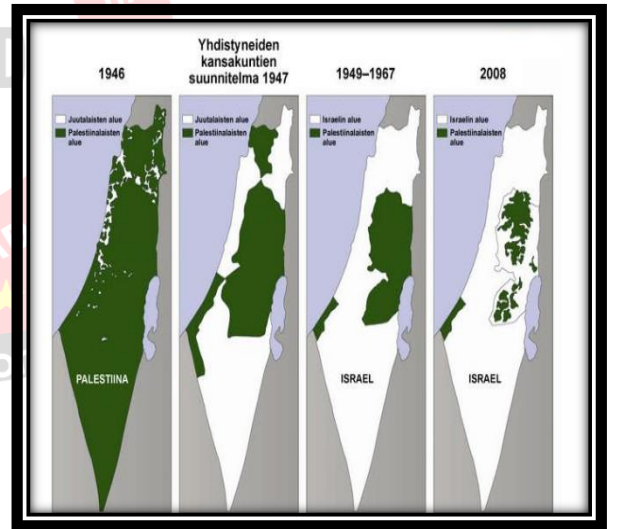 1946
Yhdistyneiden
kansakuntien
suunnitelma 1947
1949–1967
2008
Juutalaisten alue
Palestiinalaisten
alue
PALESTIINA
Juutalaisten alue
Palestiinalaisten
alue
Israelin alue
Palestiinalaisten
alue
ISRAEL
Israelin alue
Palestiinalaisten
alue
ISRAEL